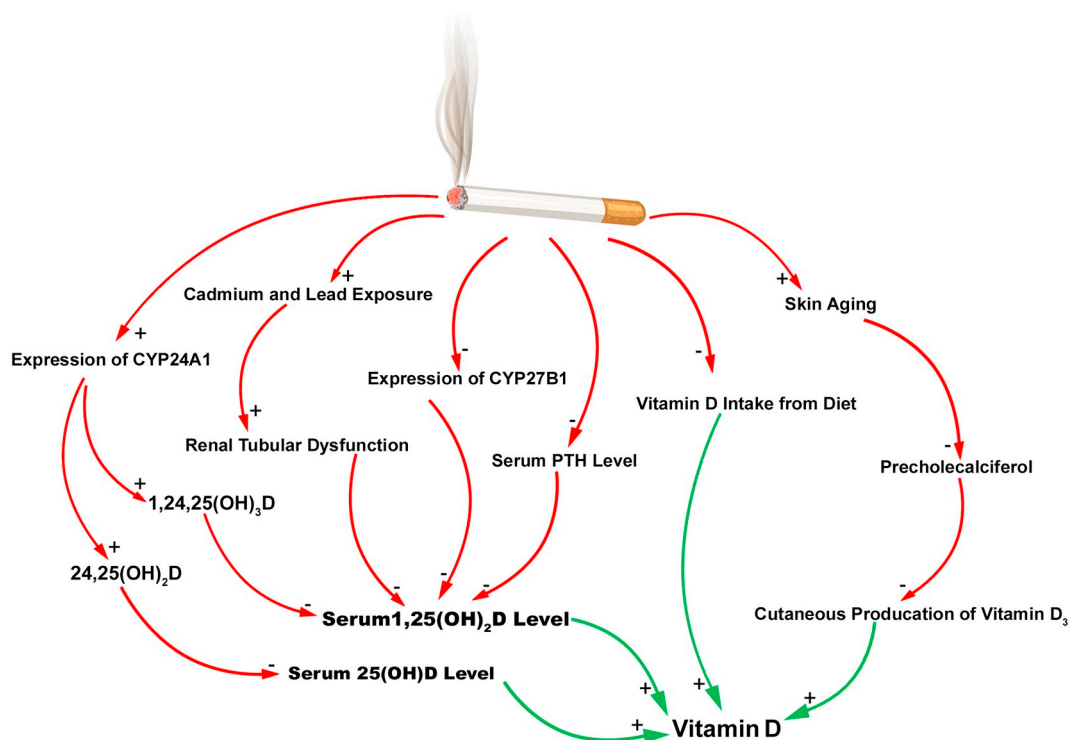 +
Cadmium and Lead Exposure
+
Skin Aging
+
Expression of CYP24A1
-
Expression of CYP27B1
-
Vitamin D Intake from Diet
+
Renal Tubular Dysfunction
-
Serum PTH Level
-
Precholecalciferol
+
1,24,25(OH)₃D
+
24,25(OH)₂D
-
-
-
-
Serum1,25(OH)₂D Level
-
Cutaneous Producation of Vitamin D₃
-
Serum 25(OH)D Level
+
+
+
+
Vitamin D